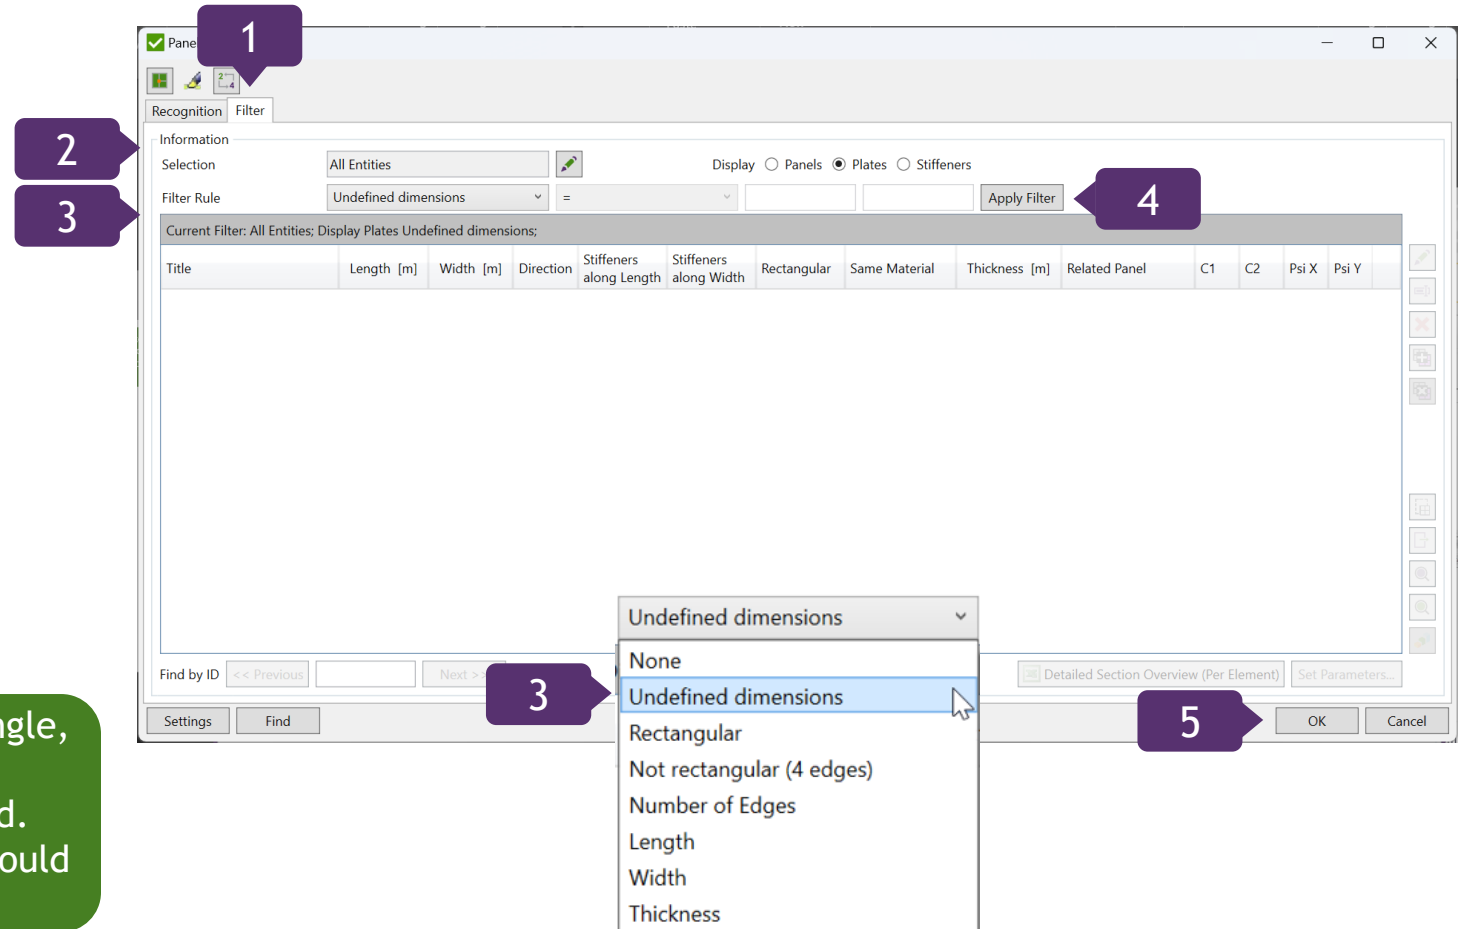 1
Pane
2
4
Recognition Filter
Information
2
Selection All Entities Display Panels Plates Stiffeners
Filter Rule Undefined dimensions = Apply Filter
3
4
Current Filter: All Entities; Display Plates Undefined dimensions;
Title Length [m] Width [m] Direction Stiffeners along Length Stiffeners along Width Rectangular Same Material Thickness [m] Related Panel C1 C2 Psi X Psi Y
Undefined dimensions
None
3
Undefined dimensions
Rectangular
Not rectangular (4 edges)
Number of Edges
Length
Width
Thickness
Find by ID << Previous Next >> Detailed Section Overview (Per Element) Set Parameters...
Settings Find
5
OK Cancel
ngle,
d.
ould